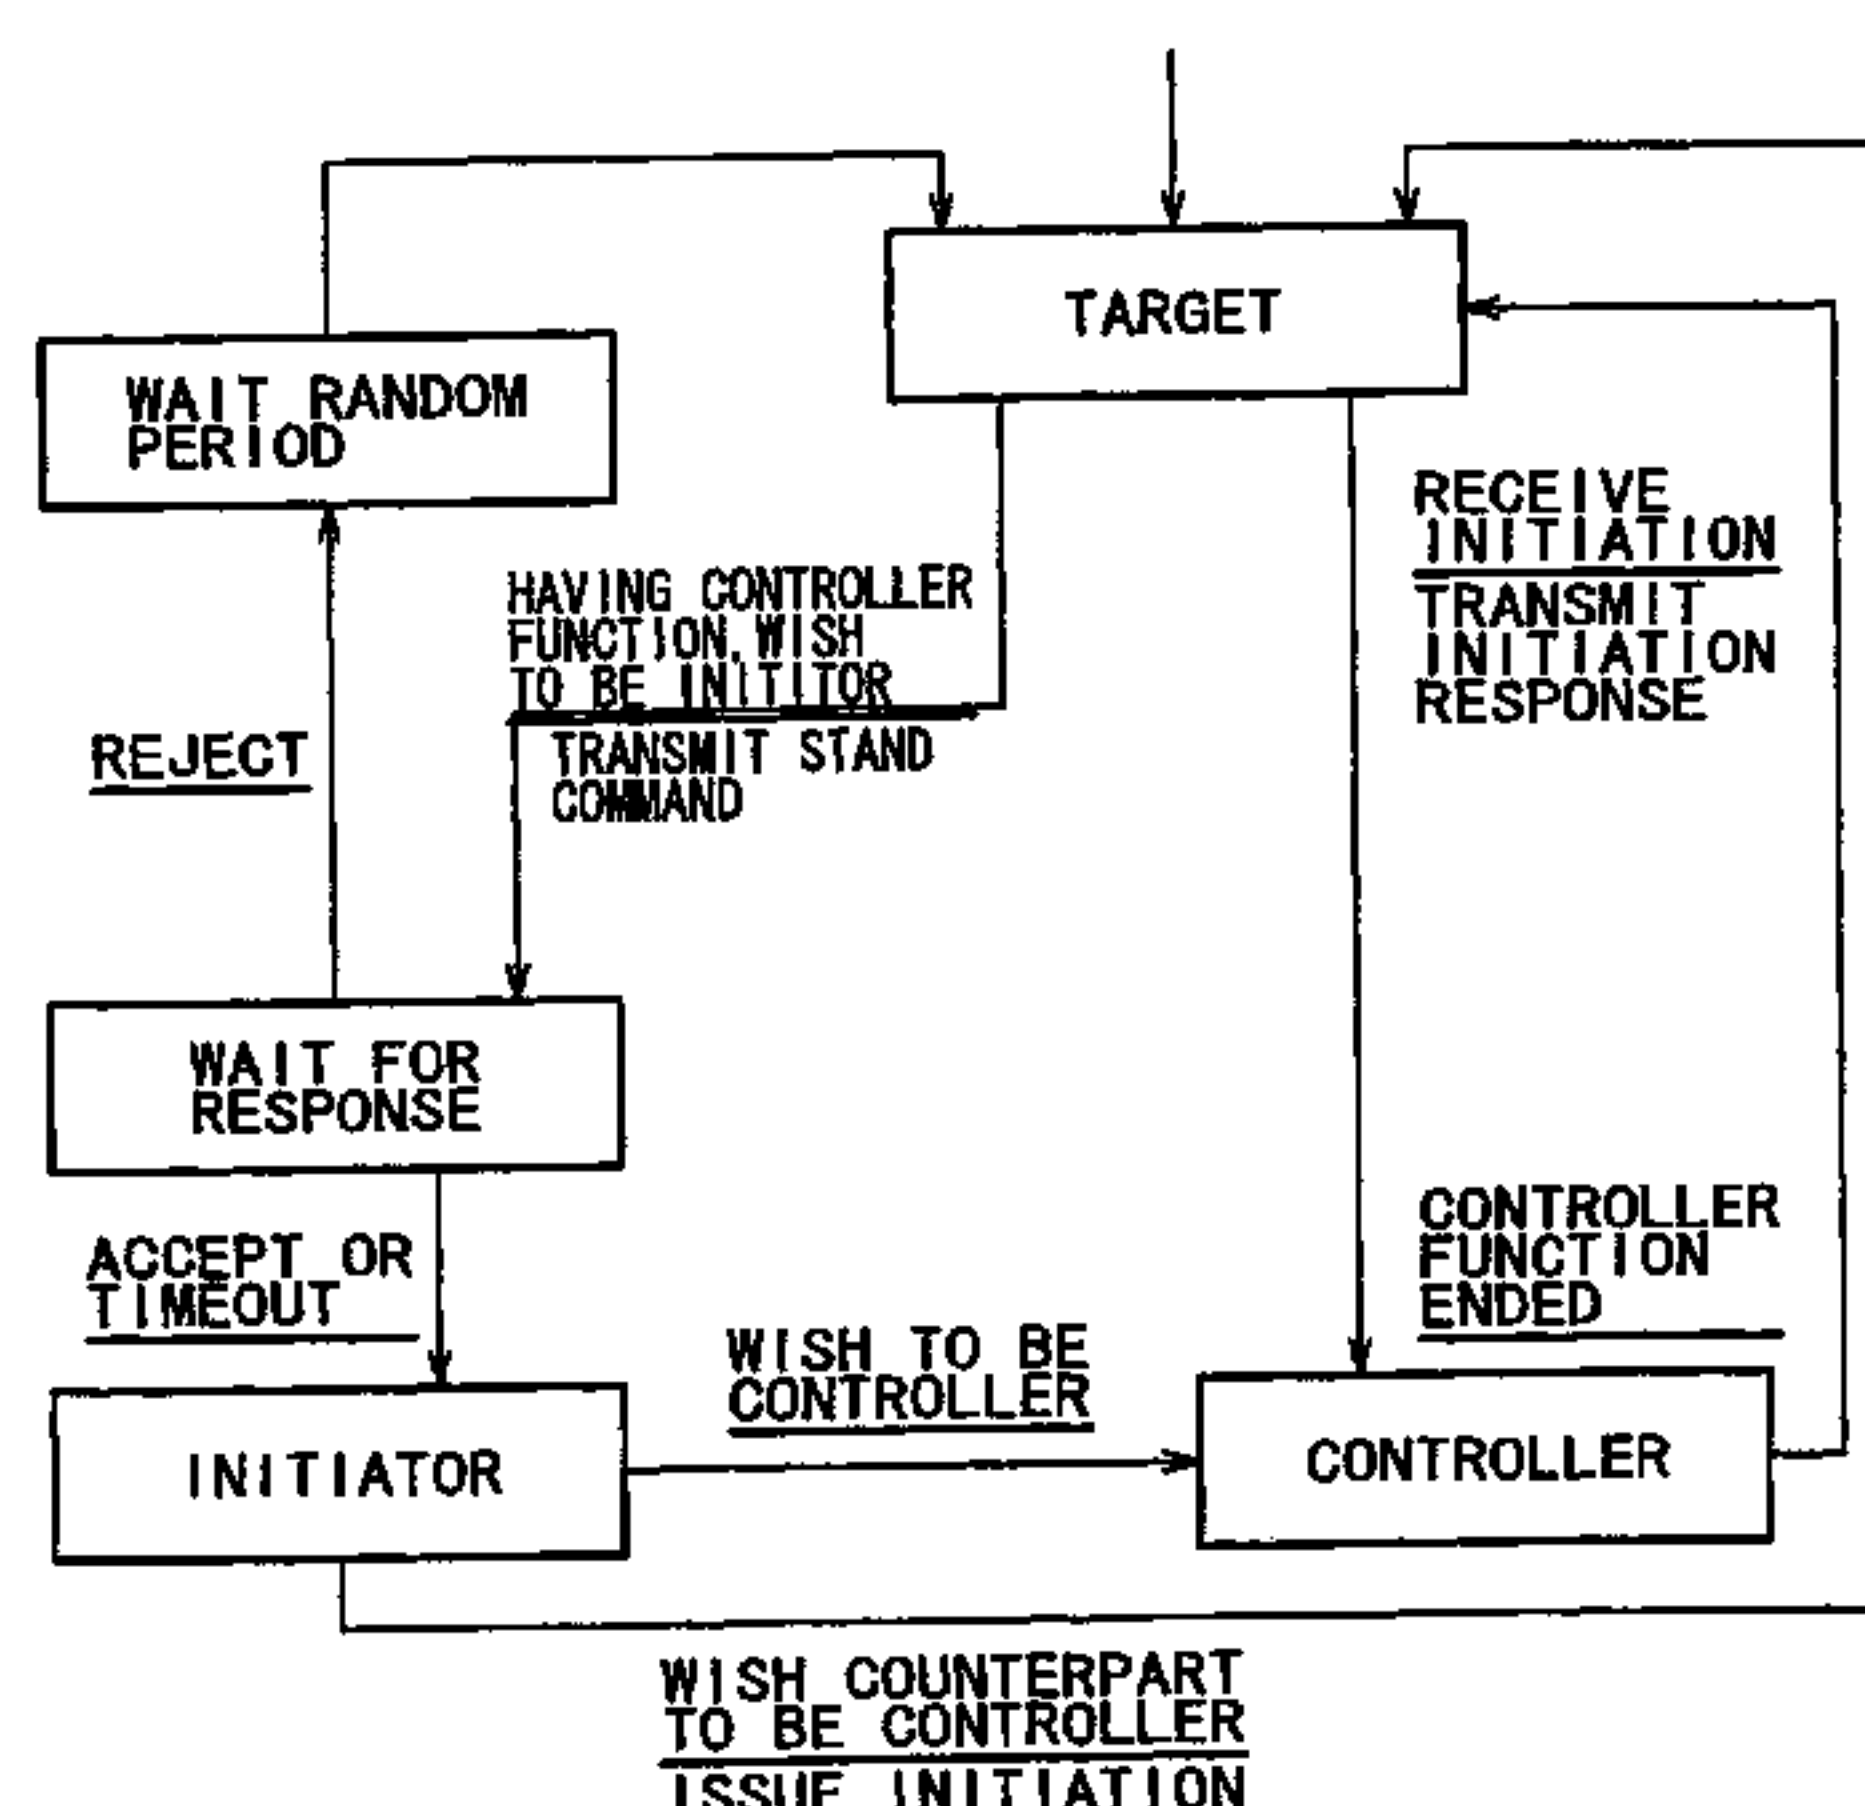 TARGET
WAIT RANDOM
PERIOD
RECEIVE
INITIATION
TRANSMIT
INITIATION
RESPONSE
HAVING CONTROLLER
FUNCTION, WISH
TO BE INITITOR
TRANSMIT STAND
COMMAND
REJECT
WAIT FOR
RESPONSE
ACCEPT OR
TIMEOUT
CONTROLLER
FUNCTION
ENDED
WISH TO BE
CONTROLLER
INITIATOR
CONTROLLER
WISH COUNTERPART
TO BE CONTROLLER
ISSUE INITIATION